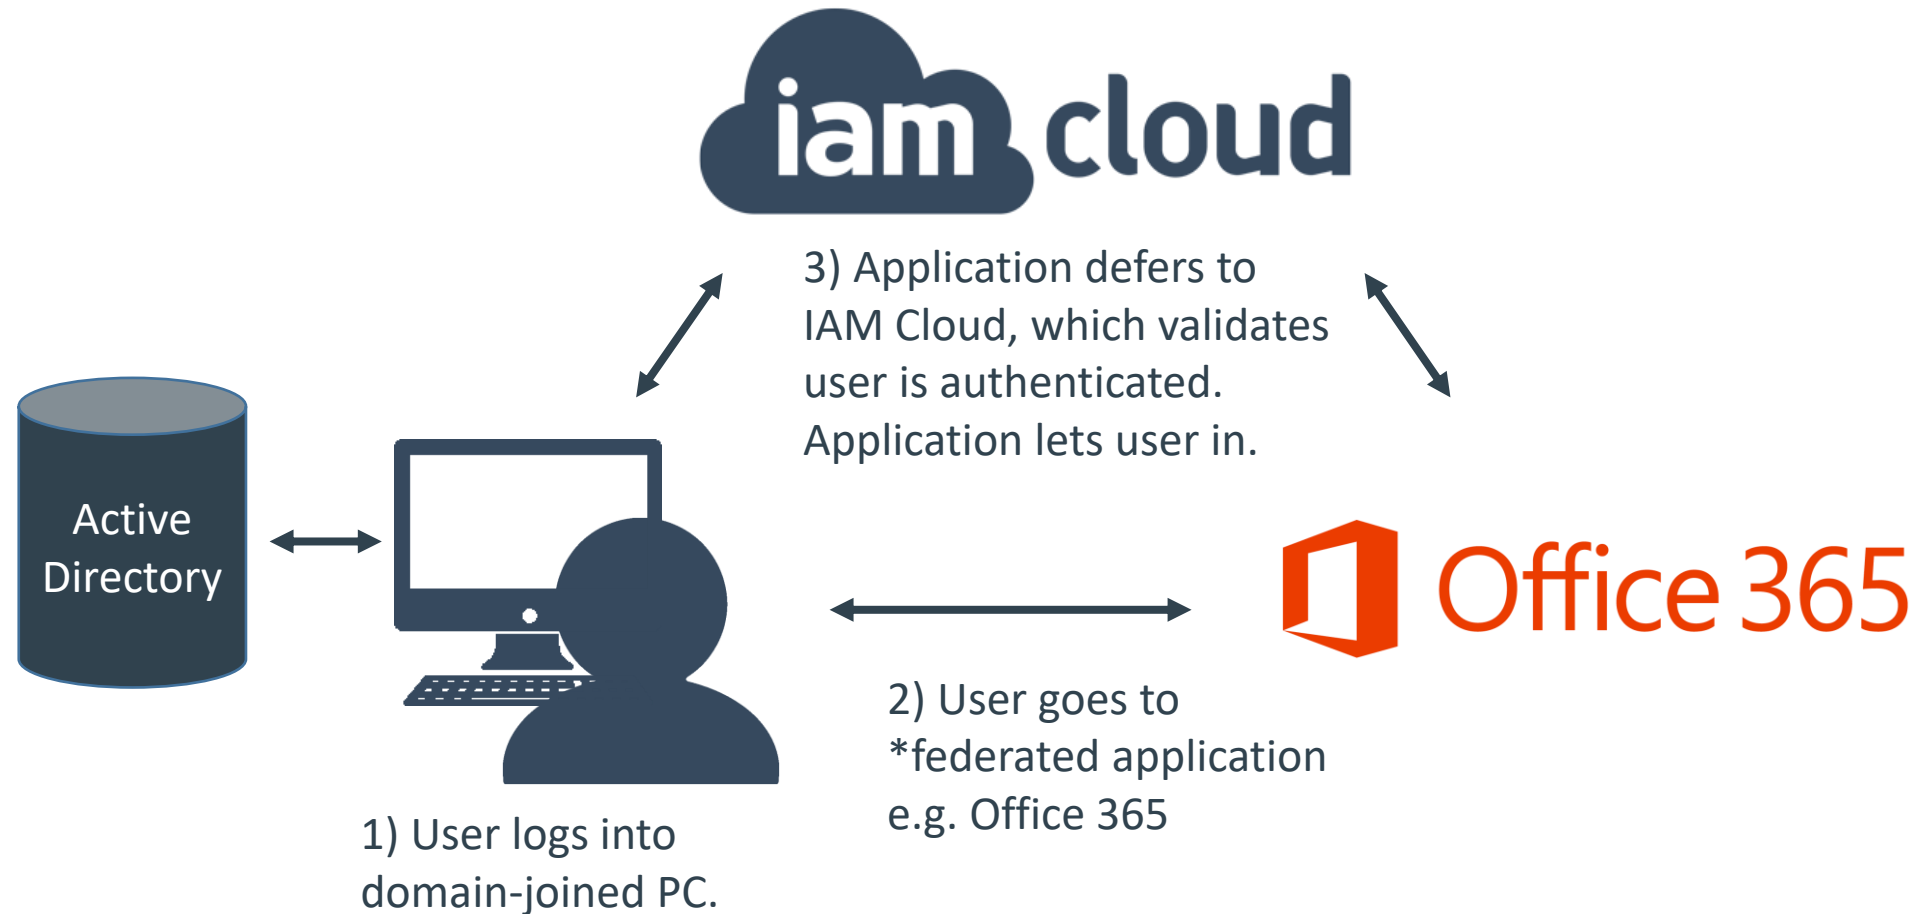 iam cloud
3) Application defers to
IAM Cloud, which validates
user is authenticated.
Application lets user in.
Active
Directory
Office 365
2) User goes to
*federated application
e.g. Office 365
1) User logs into
domain-joined PC.